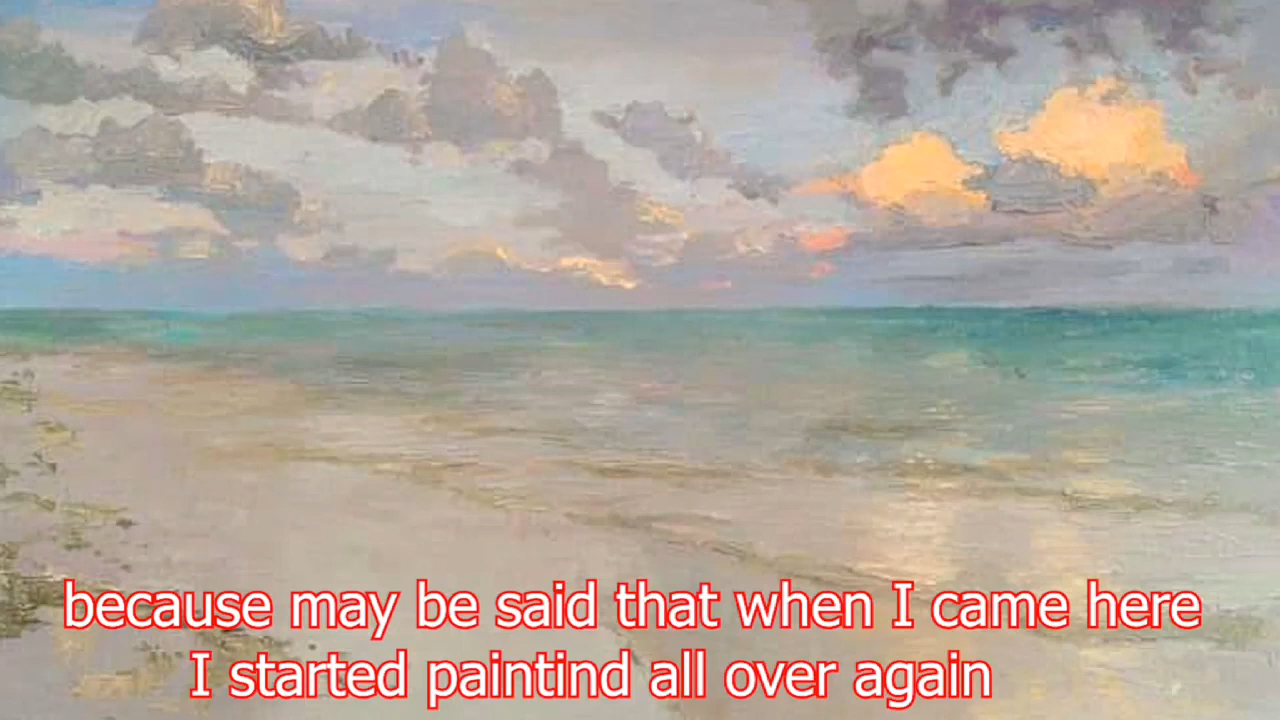 because may be said that when I came here
I started paintind all over again